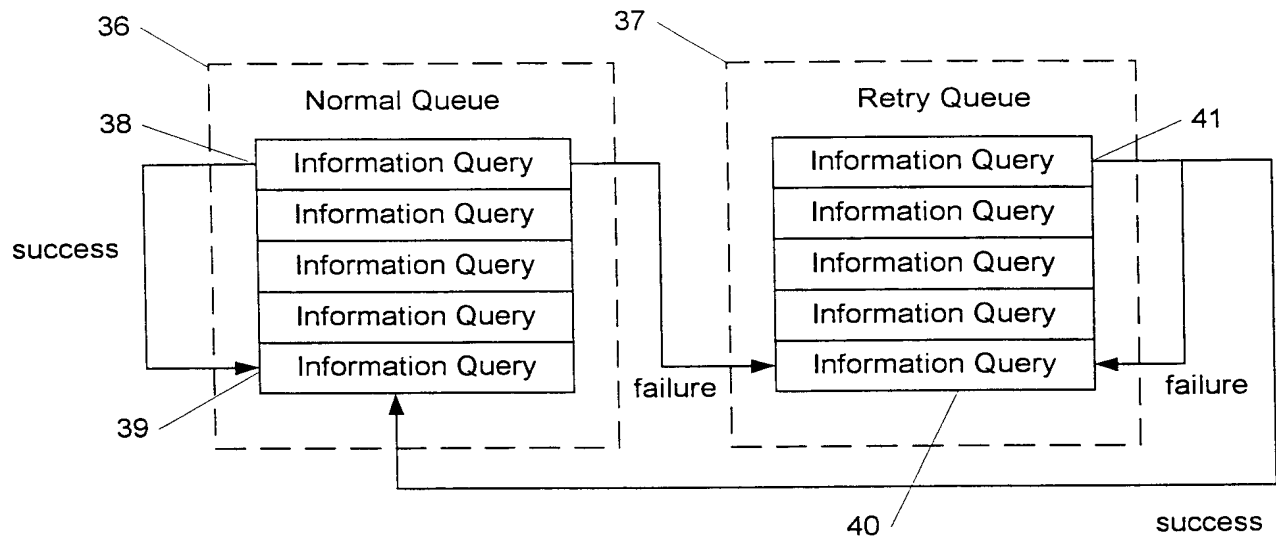 36
37
Normal Queue
Retry Queue
38
41
Information Query
Information Query
Information Query
Information Query
Information Query
Information Query
Information Query
Information Query
Information Query
Information Query
success
failure
failure
39
40
success